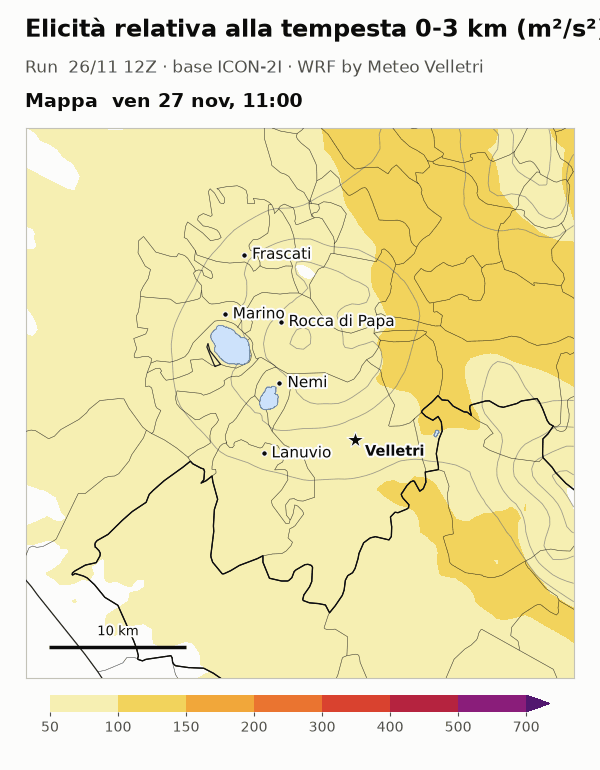 Elicità relativa alla tempesta 0-3 km (m²/s²)
Run 26/11 12Z · base ICON-2I · WRF by Meteo Velletri
Mappa ven 27 nov, 11:00
Frascati
Marino
Rocca di Papa
Nemi
Velletri
Lanuvio
10 km
50 100 150 200 300 400 500 700